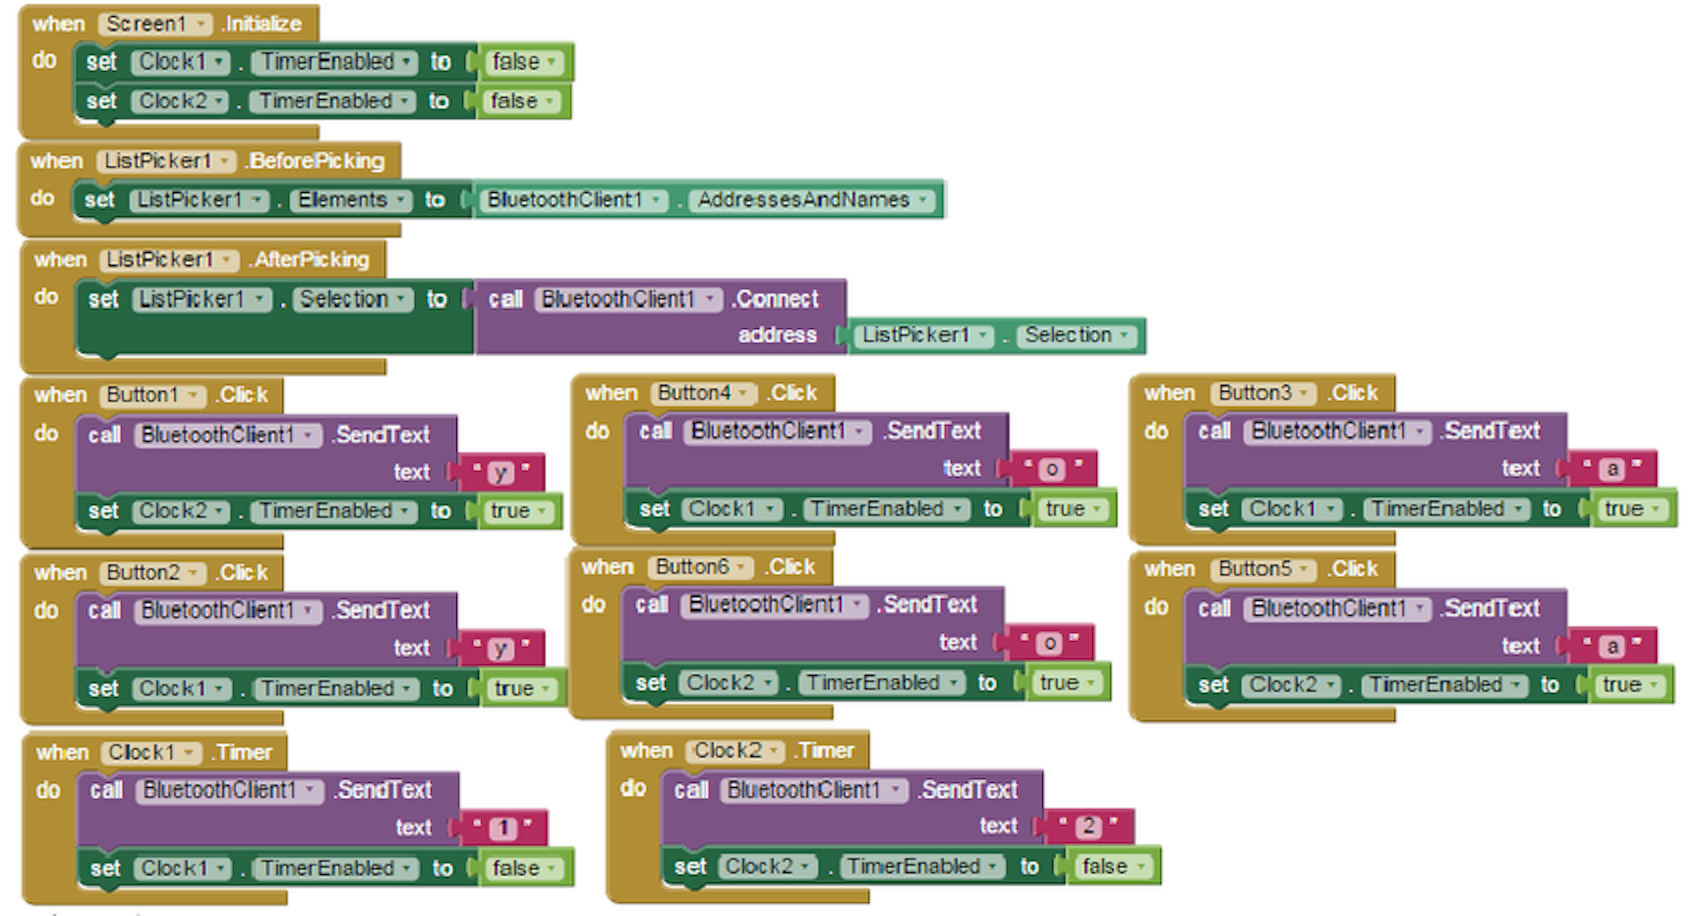 when Screen1 .Initialize
do set Clock1 . TimerEnabled to false
set Clock2 . TimerEnabled to false
when ListPicker1 .BeforePicking
do set ListPicker1 . Elements to BluetoothClient1 . AddressesAndNames
when ListPicker1 .AfterPicking
do set ListPicker1 . Selection to call BluetoothClient1 .Connect
address ListPicker1 . Selection
when Button1 .Click
do call BluetoothClient1 .SendText
text " y "
set Clock2 . TimerEnabled to true
when Button4 .Click
do call BluetoothClient1 .SendText
text " o "
set Clock1 . TimerEnabled to true
when Button3 .Click
do call BluetoothClient1 .SendText
text " a "
set Clock1 . TimerEnabled to true
when Button2 .Click
do call BluetoothClient1 .SendText
text " y "
set Clock1 . TimerEnabled to true
when Button6 .Click
do call BluetoothClient1 .SendText
text " o "
set Clock2 . TimerEnabled to true
when Button5 .Click
do call BluetoothClient1 .SendText
text " a "
set Clock2 . TimerEnabled to true
when Clock1 .Timer
do call BluetoothClient1 .SendText
text " 1 "
set Clock1 . TimerEnabled to false
when Clock2 .Timer
do call BluetoothClient1 .SendText
text " 2 "
set Clock2 . TimerEnabled to false